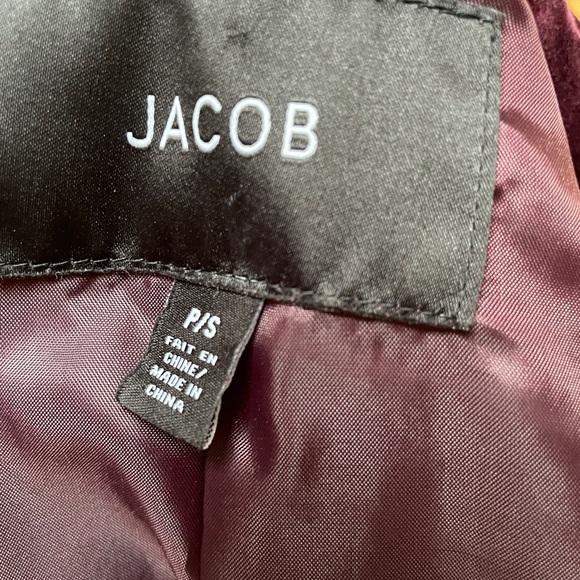 JACOB
P/S
FAIT EN
CHINE/
MADE IN
CHINA